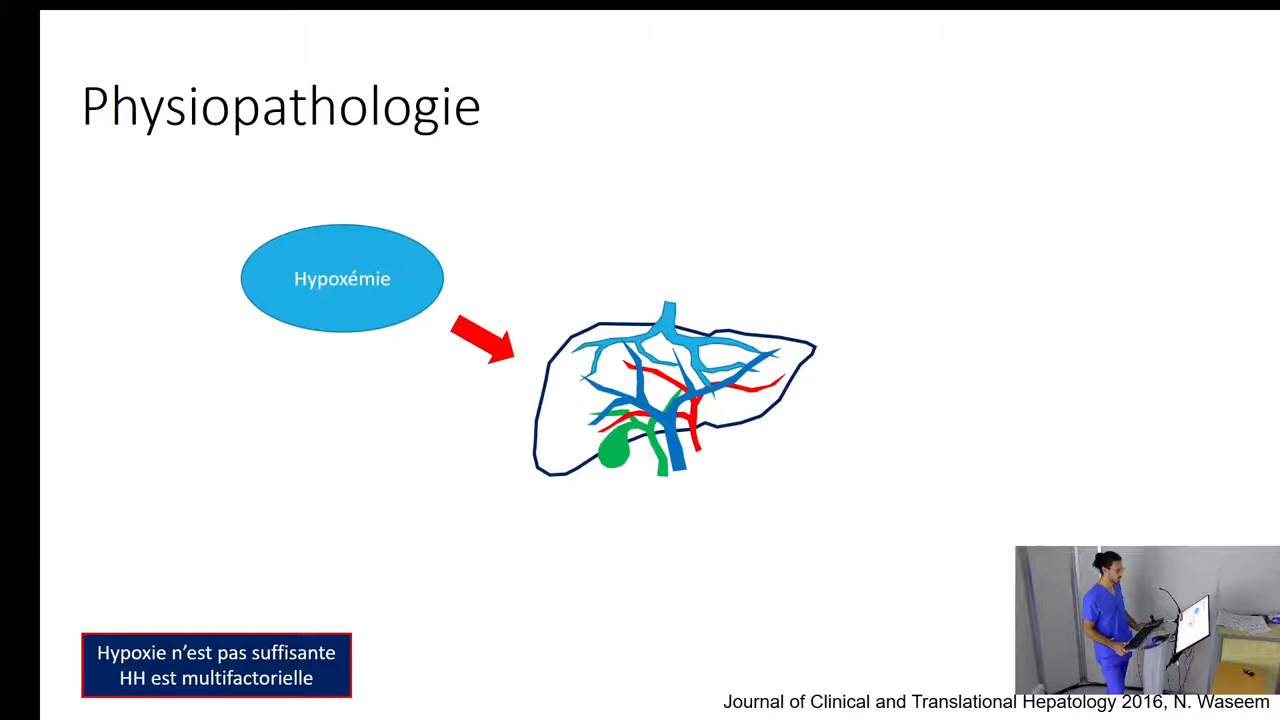 Physiopathologie
Hypoxémie
Hypoxie n’est pas suffisante
HH est multifactorielle
Journal of Clinical and Translational Hepatology 2016, N. Waseem